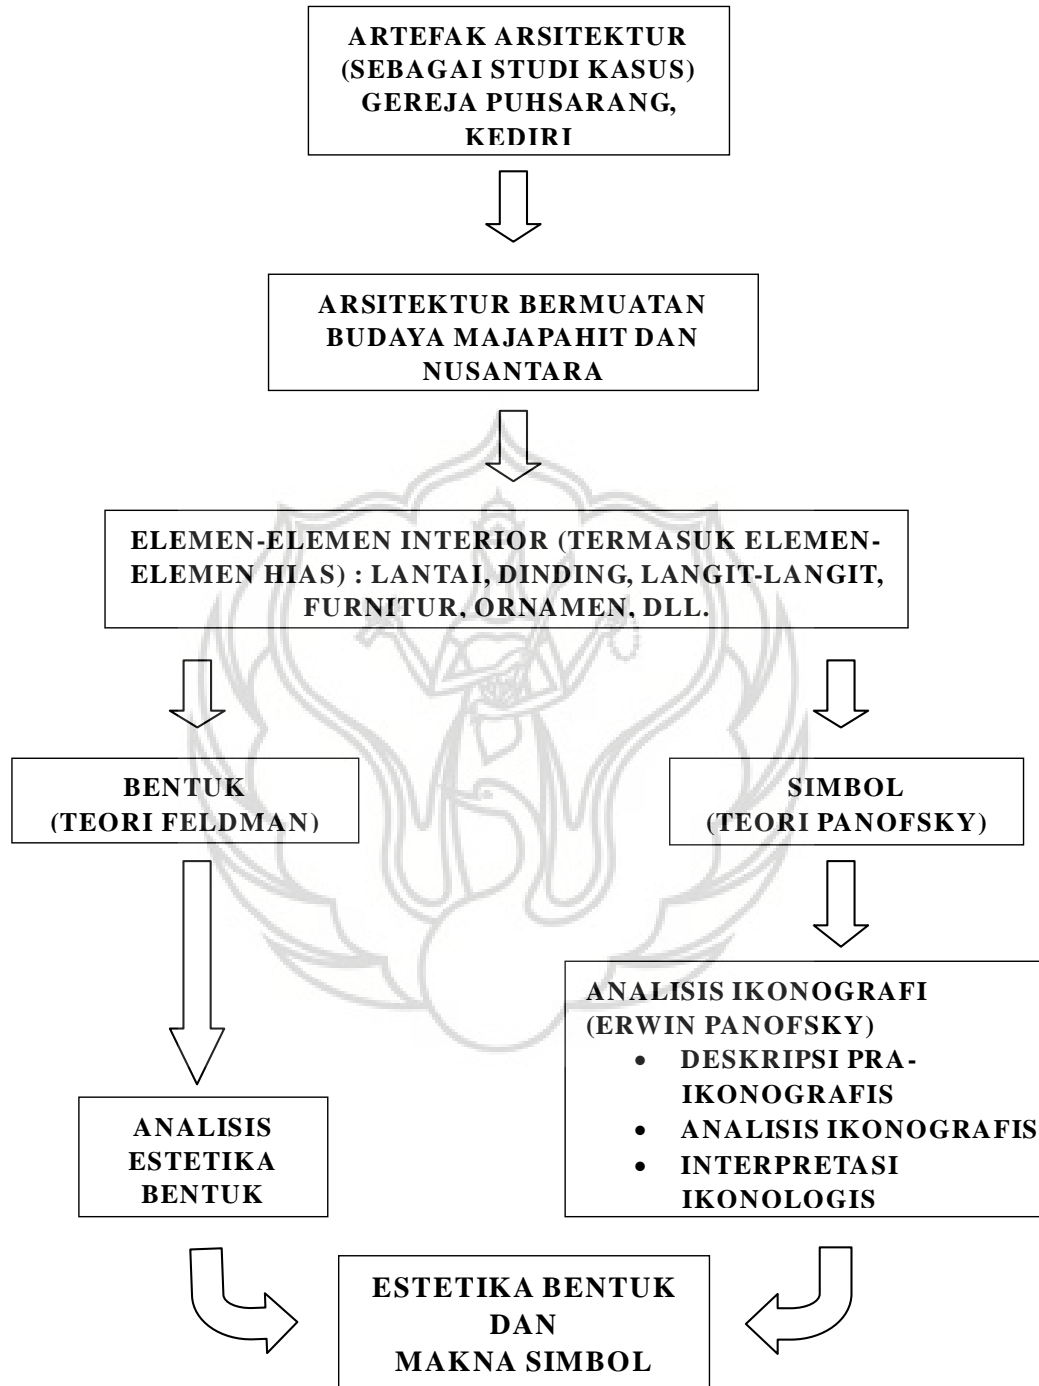 ARTEFAK ARSITEKTUR
(SEBAGAI STUDI KASUS)
GEREJA PUHSARANG,
KEDIRI
ARSITEKTUR BERMUATAN
BUDAYA MAJAPAHIT DAN
NUSANTARA
ELEMEN-ELEMEN INTERIOR (TERMASUK ELEMEN-
ELEMEN HIAS) : LANTAI, DINDING, LANGIT-LANGIT,
FURNITUR, ORNAMEN, DLL.
BENTUK
(TEORI FELDMAN)
SIMBOL
(TEORI PANOFSKY)
ANALISIS
ESTETIKA
BENTUK
ANALISIS IKONOGRAFI
(ERWIN PANOFSKY)
• DESKRIPSI PRA-
IKONOGRAFIS
• ANALISIS IKONOGRAFIS
• INTERPRETASI
IKONOLOGIS
ESTETIKA BENTUK
DAN
MAKNA SIMBOL